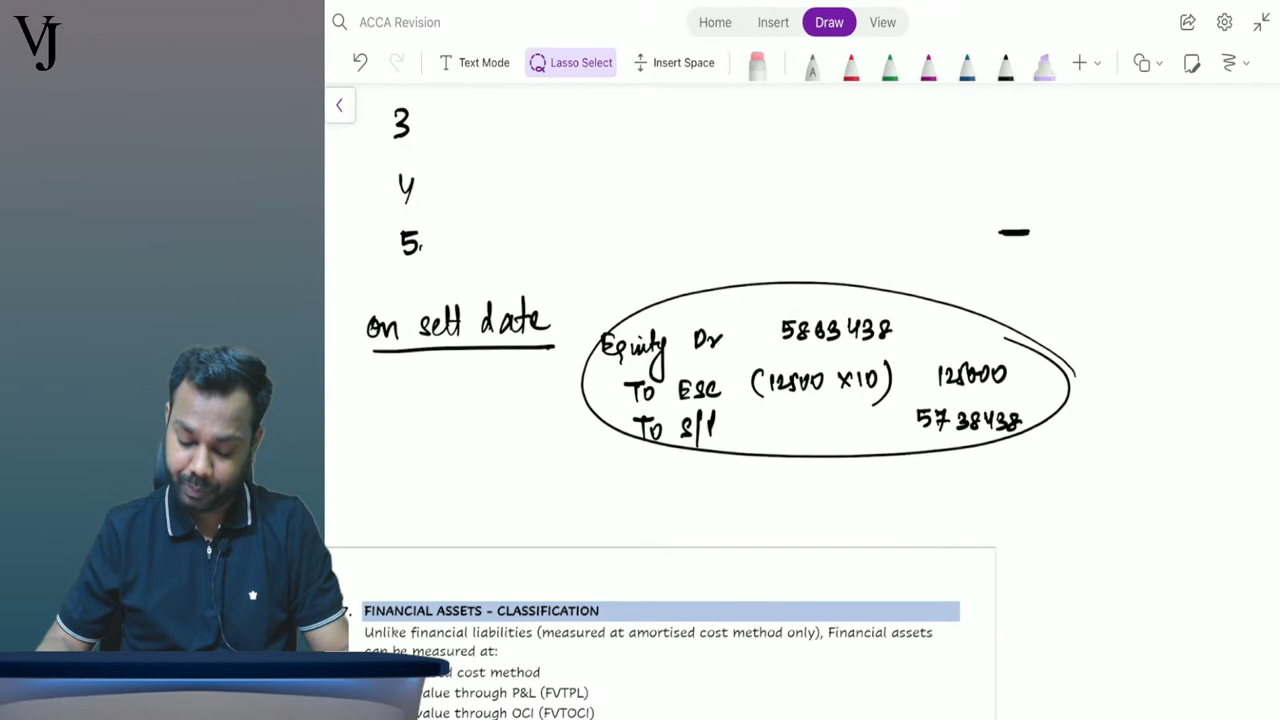 VJ
ACCA Revision
Home Insert Draw View
Text Mode Lasso Select Insert Space
3
4
5.
on sett date
Equity Dr 5863438
To ESC (12500 x10) 125000
To S/P 5738438
7. FINANCIAL ASSETS - CLASSIFICATION
Unlike financial liabilities (measured at amortised cost method only), Financial assets
can be measured at:
cost method
value through P&L (FVTPL)
value through OCI (FVTOCI)